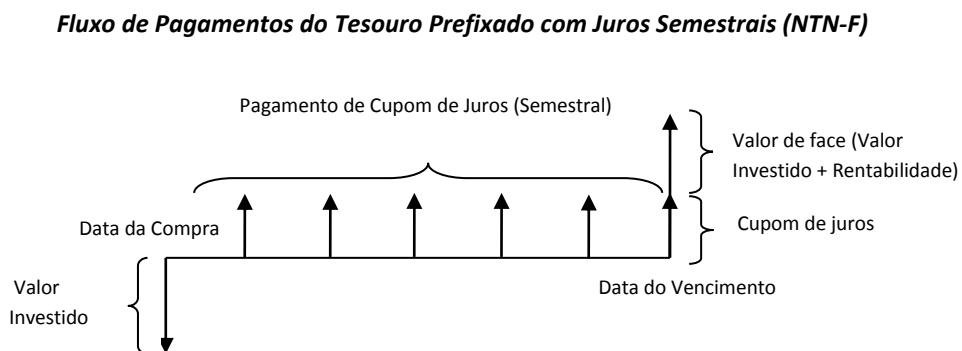 Fluxo de Pagamentos do Tesouro Prefixado com Juros Semestrais (NTN-F)
Pagamento de Cupom de Juros (Semestral)
Valor de face (Valor
Investido + Rentabilidade)
Data da Compra
Cupom de juros
Valor
Investido
Data do Vencimento